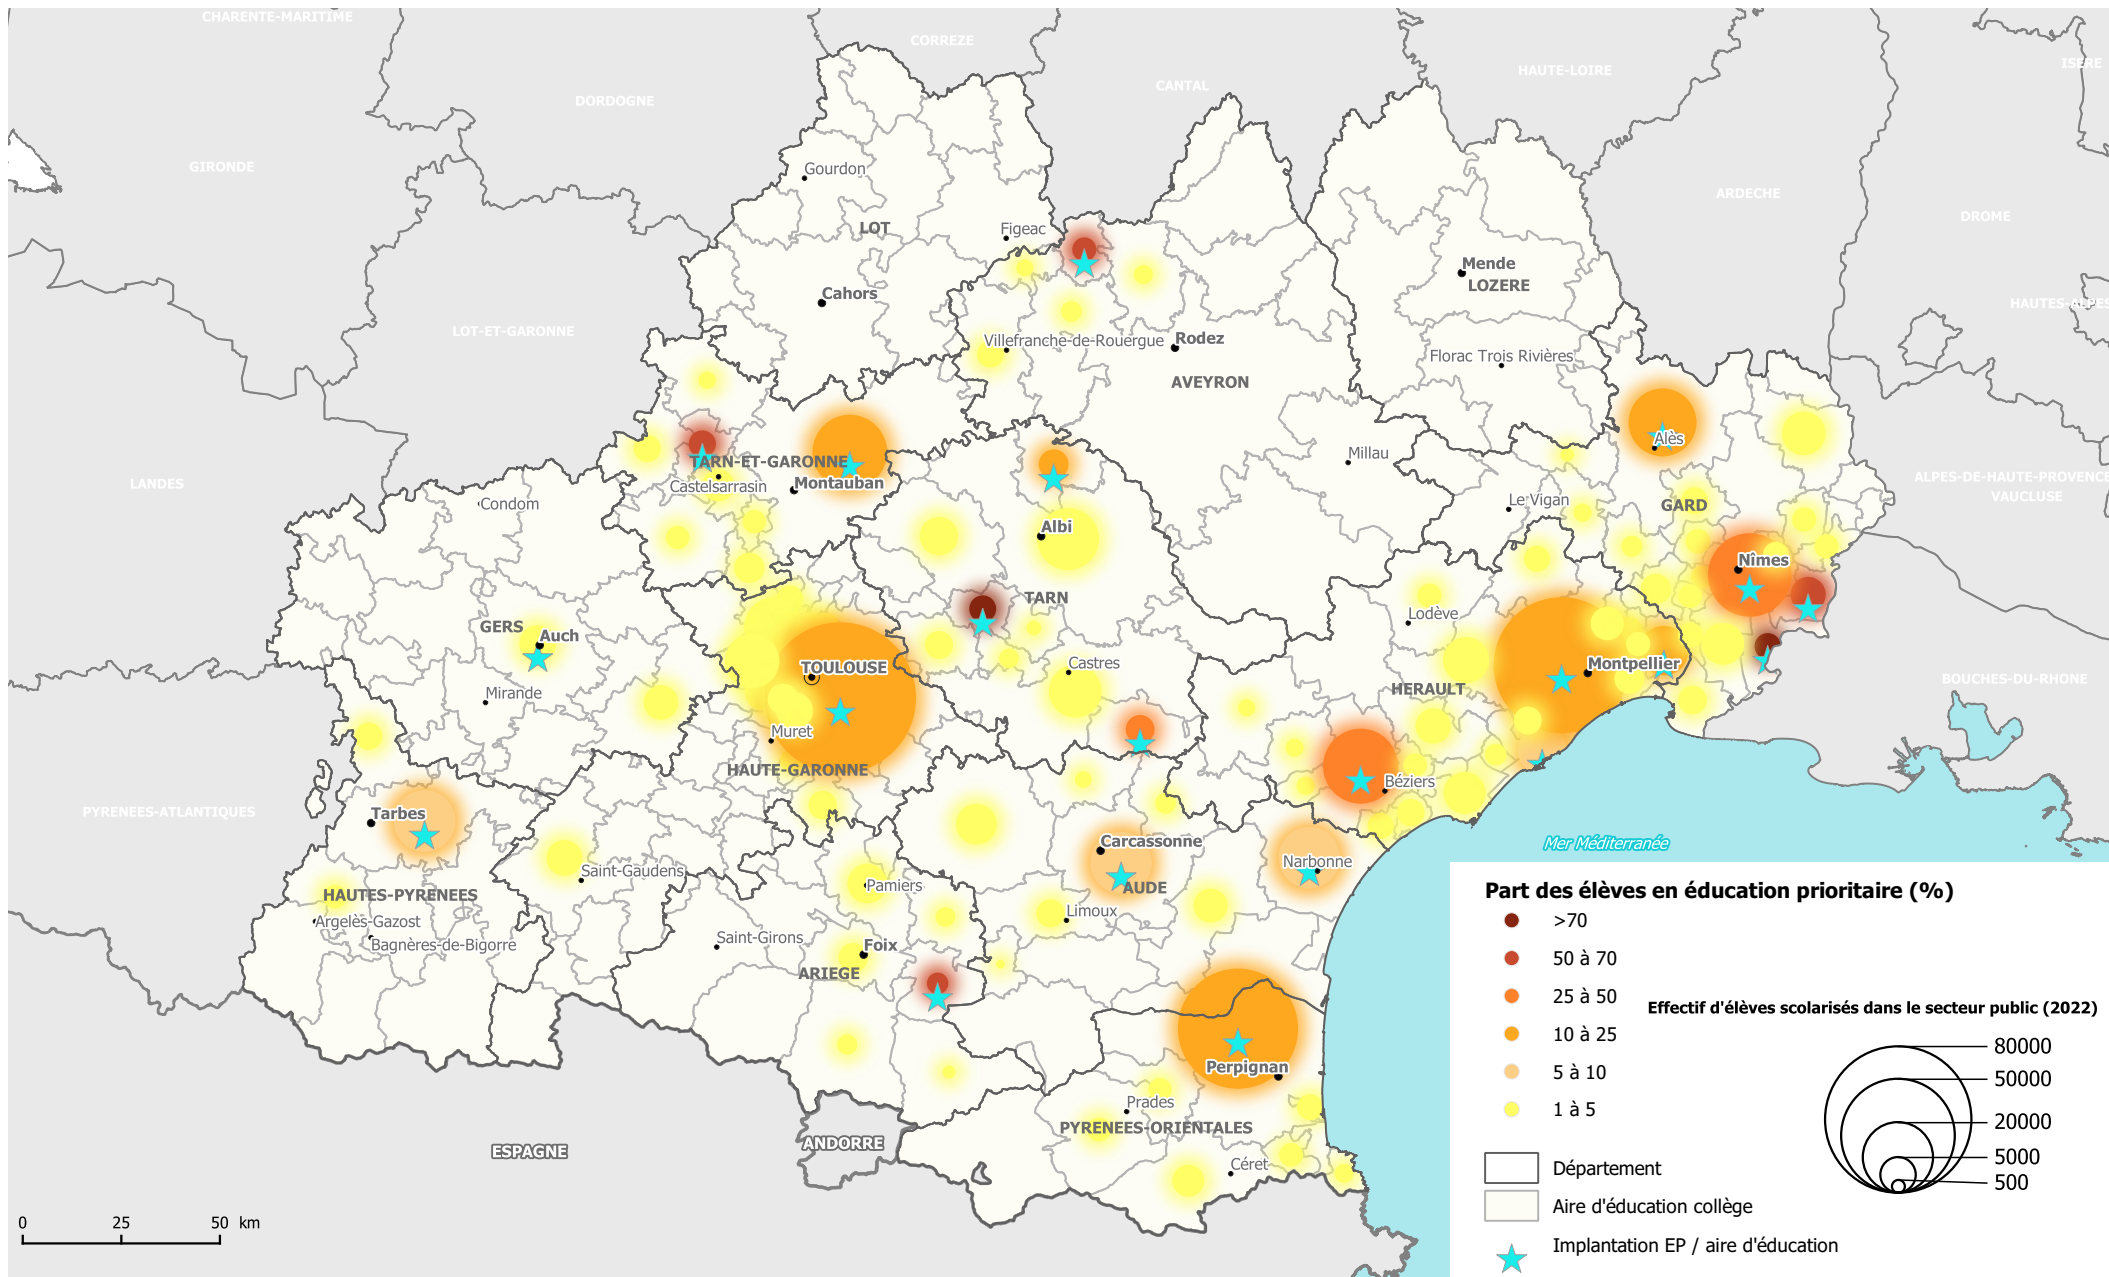 CHARENTE-MARITIME
CORREZE
HAUTE-LOIRE
ISERE
CANTAL
DORDOGNE
GIRONDE
Gourdon
ARDECHE
DROME
LOT
Figeac
Mende
LOZERE
Cahors
HAUTES-ALPES
LOT-ET-GARONNE
Villefranche-de-Rouergue
Rodez
Florac Trois Rivières
AVEYRON
Alès
Millau
TARN-ET-GARONNE
Castelsarrasin
Montauban
LANDES
ALPES-DE-HAUTE-PROVENCE
VAUCLUSE
Condom
Le Vigan
GARD
Albi
Nîmes
TARN
Lodève
GERS
Auch
TOULOUSE
Castres
Montpellier
BOUCHES-DU-RHONE
Mirande
HERAULT
Muret
HAUTE-GARONNE
Béziers
PYRENEES-ATLANTIQUES
Tarbes
Carcassonne
Mer Méditerranée
Narbonne
Saint-Gaudens
Pamiers
AUDE
HAUTES-PYRENEES
Argelès-Gazost
Limoux
Bagnères-de-Bigorre
Saint-Girons
Foix
ARIEGE
Perpignan
Prades
PYRENEES-ORIENTALES
Céret
ESPAGNE
ANDORRE
0 25 50 km
Part des élèves en éducation prioritaire (%)
>70
50 à 70
25 à 50
10 à 25
5 à 10
1 à 5
Effectif d'élèves scolarisés dans le secteur public (2022)
80000
50000
20000
5000
500
Département
Aire d'éducation collège
Implantation EP / aire d'éducation